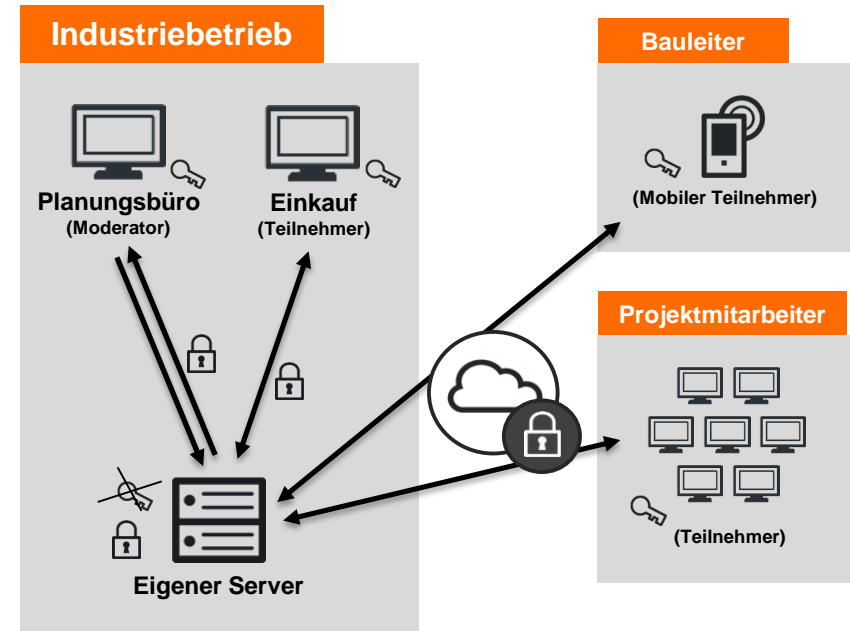 Industriebetrieb
Planungsbüro
(Moderator)
Einkauf
(Teilnehmer)
Eigener Server
Bauleiter
(Mobiler Teilnehmer)
Projektmitarbeiter
(Teilnehmer)